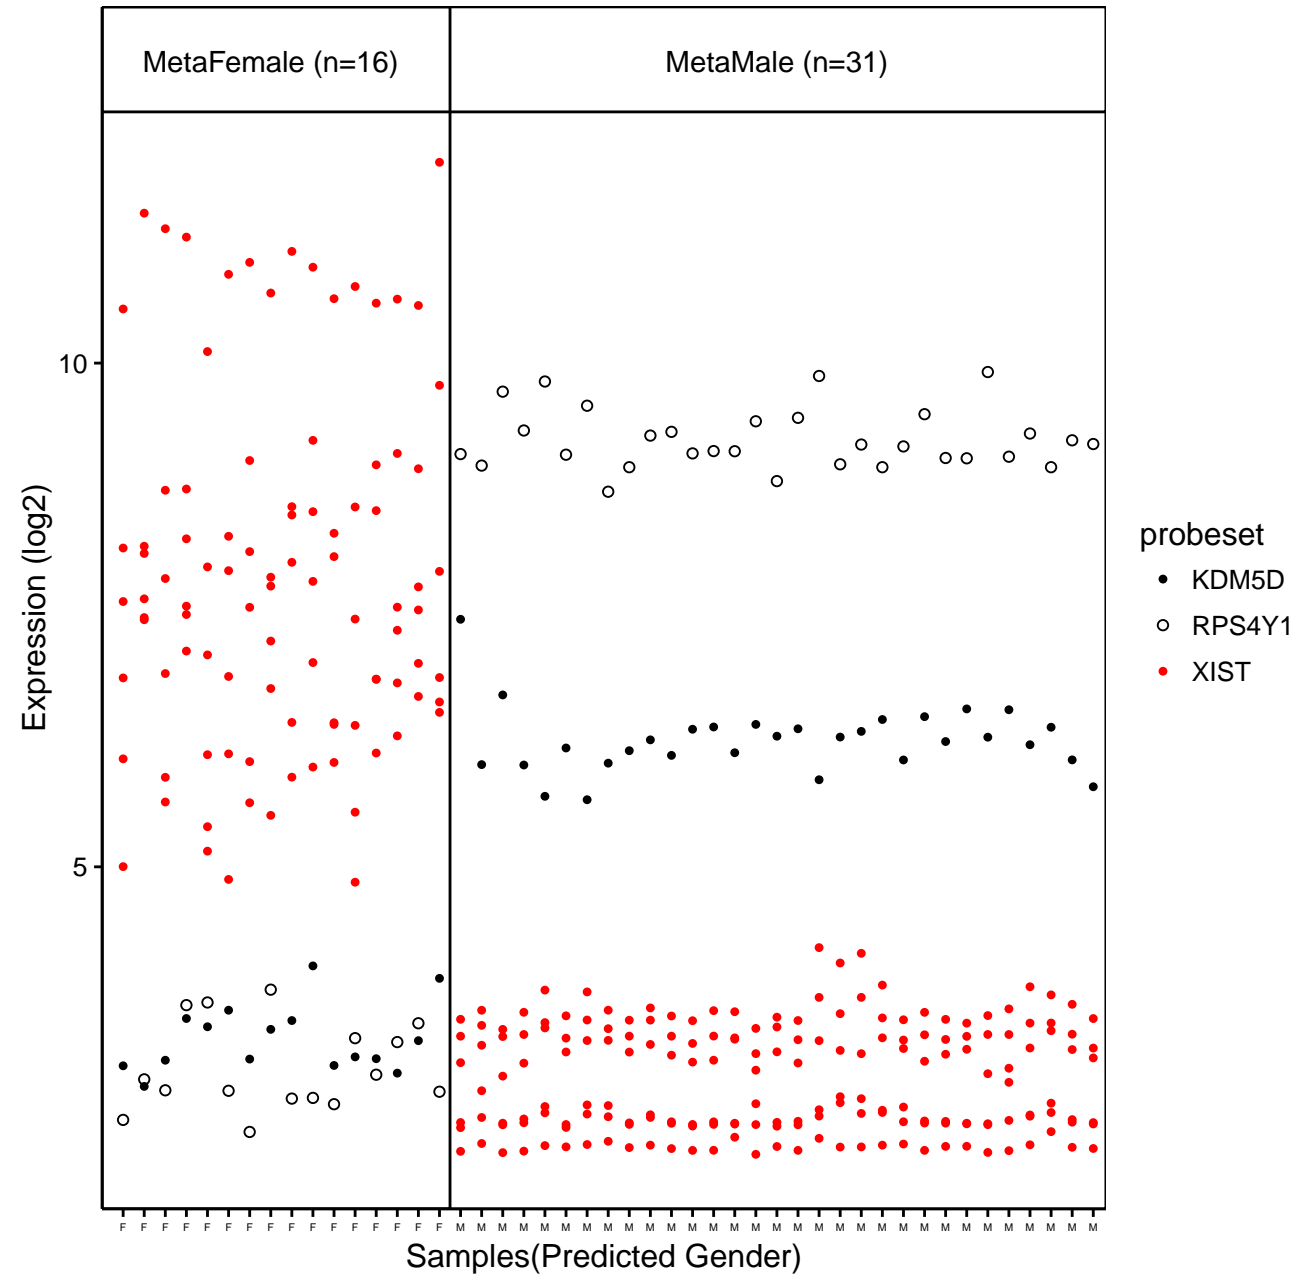 MetaFemale (n=16) MetaMale (n=31)
10
5
Expression (log2)
probeset
KDM5D
RPS4Y1
XIST
F F F F F F F F F F F F F F F F M M M M M M M M M M M M M M M M M M M M M M M M M M M M M M M
Samples(Predicted Gender)